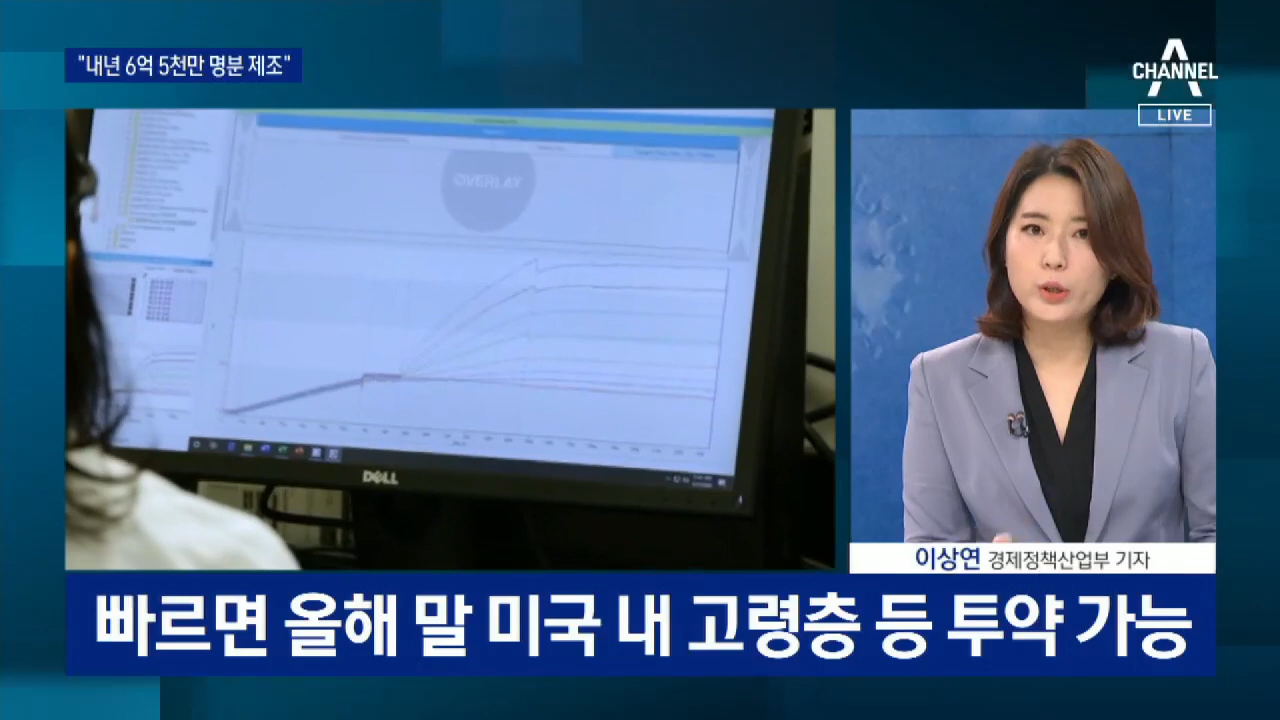 "내년 6억 5천만 명분 제조"
CHANNEL
LIVE
OVERLAY
DELL
이상연 경제정책산업부 기자
빠르면 올해 말 미국 내 고령층 등 투약 가능